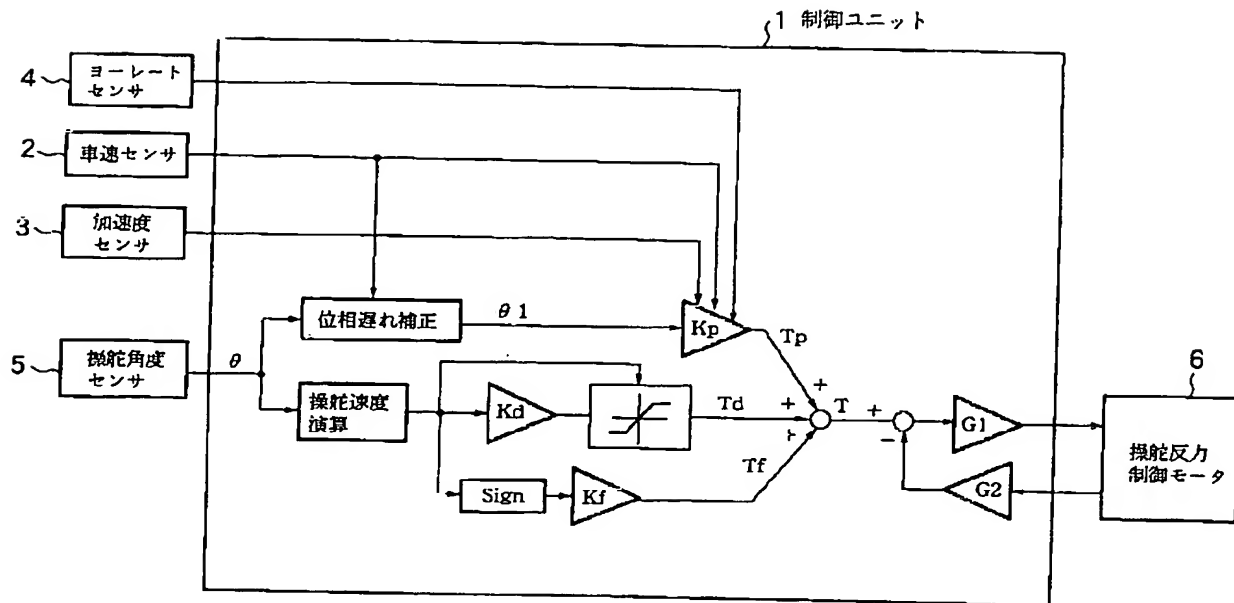 1 制御ユニット
4
ヨーレート
センサ
2
車速センサ
3
加速度
センサ
位相遅れ補正
θ1
Kp
Tp
5
操舵角度
センサ
θ
操舵速度
演算
Kd
Td
+
+
+
T
+
-
G1
6
操舵反力
制御モータ
G2
Sign
Kf
Tf